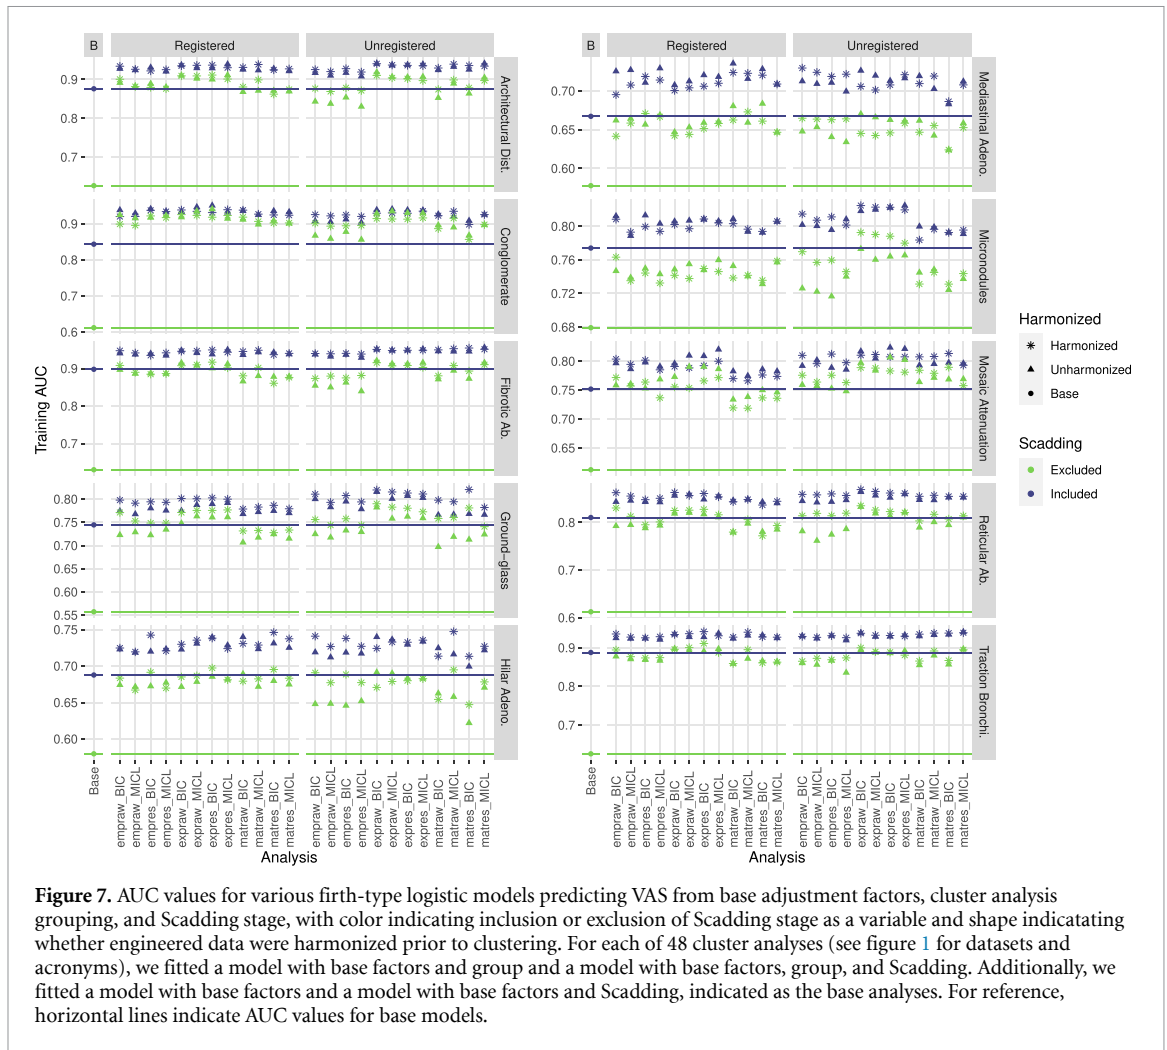 B Registered Unregistered
0.9
0.8
0.7
Architectural Dist.
0.9
0.8
0.7
0.6
Conglomerate
0.9
0.8
0.7
Fibrotic Ab.
0.80
0.75
0.70
0.65
0.60
0.55
Ground−glass
0.75
0.70
0.65
0.60
Hilar Adeno.
Training AUC
Base
empraw_BIC
empraw_MICL
empres_BIC
empres_MICL
expraw_BIC
expraw_MICL
expres_BIC
expres_MICL
matraw_BIC
matraw_MICL
matres_BIC
matres_MICL
empraw_BIC
empraw_MICL
empres_BIC
empres_MICL
expraw_BIC
expraw_MICL
expres_BIC
expres_MICL
matraw_BIC
matraw_MICL
matres_BIC
matres_MICL
Analysis
B Registered Unregistered
0.70
0.65
0.60
Mediastinal Adeno.
0.80
0.76
0.72
0.68
Micronodules
0.80
0.75
0.70
0.65
Mosaic Attenuation
0.8
0.7
0.6
Reticular Ab.
0.9
0.8
0.7
Traction Bronchi.
Base
empraw_BIC
empraw_MICL
empres_BIC
empres_MICL
expraw_BIC
expraw_MICL
expres_BIC
expres_MICL
matraw_BIC
matraw_MICL
matres_BIC
matres_MICL
empraw_BIC
empraw_MICL
empres_BIC
empres_MICL
expraw_BIC
expraw_MICL
expres_BIC
expres_MICL
matraw_BIC
matraw_MICL
matres_BIC
matres_MICL
Analysis
Harmonized
Harmonized
Unharmonized
Base
Scadding
Excluded
Included
Figure 7. AUC values for various firth-type logistic models predicting VAS from base adjustment factors, cluster analysis
grouping, and Scadding stage, with color indicating inclusion or exclusion of Scadding stage as a variable and shape indicatating
whether engineered data were harmonized prior to clustering. For each of 48 cluster analyses (see figure 1 for datasets and
acronyms), we fitted a model with base factors and group and a model with base factors, group, and Scadding. Additionally, we
fitted a model with base factors and a model with base factors and Scadding, indicated as the base analyses. For reference,
horizontal lines indicate AUC values for base models.